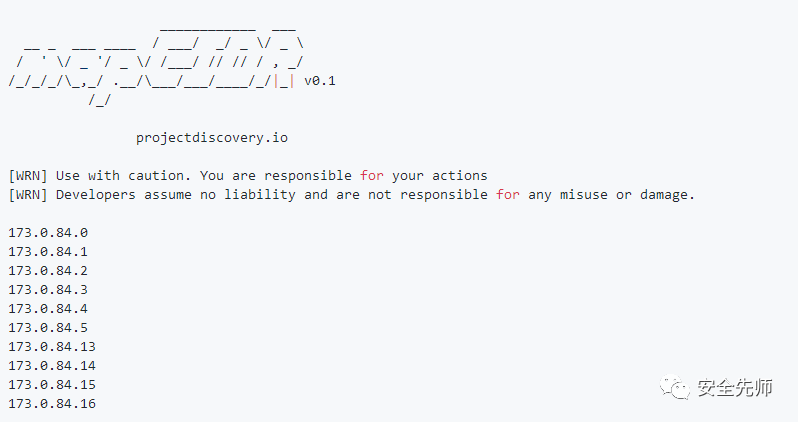 ____________  ___
  __ _  ___ ____  / ___/  _/ _ \/ _ \
 /  ' \/ _ '/ _ \/ /___/ // // / , _/
/_/_/_/\_,_/ .__/\___/___/____/_/|_| v0.1
          /_/
projectdiscovery.io
[WRN] Use with caution. You are responsible for your actions
[WRN] Developers assume no liability and are not responsible for any misuse or damage.
173.0.84.0
173.0.84.1
173.0.84.2
173.0.84.3
173.0.84.4
173.0.84.5
173.0.84.13
173.0.84.14
173.0.84.15
173.0.84.16
安全先师